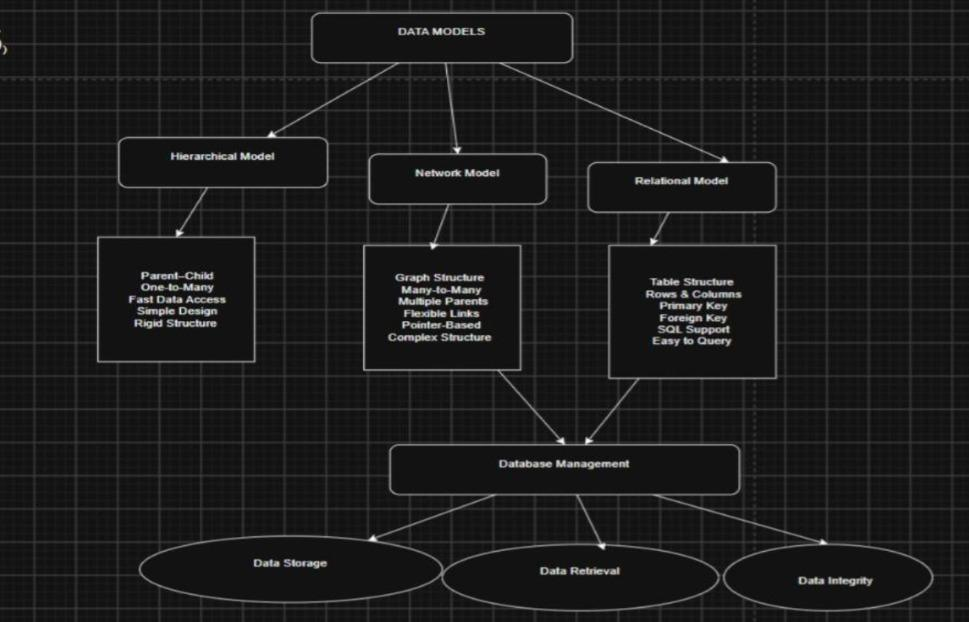 DATA MODELS
Hierarchical Model
Network Model
Relational Model
Parent–Child
One-to-Many
Fast Data Access
Simple Design
Rigid Structure
Graph Structure
Many-to-Many
Multiple Parents
Flexible Links
Pointer-Based
Complex Structure
Table Structure
Rows & Columns
Primary Key
Foreign Key
SQL Support
Easy to Query
Database Management
Data Storage
Data Retrieval
Data Integrity